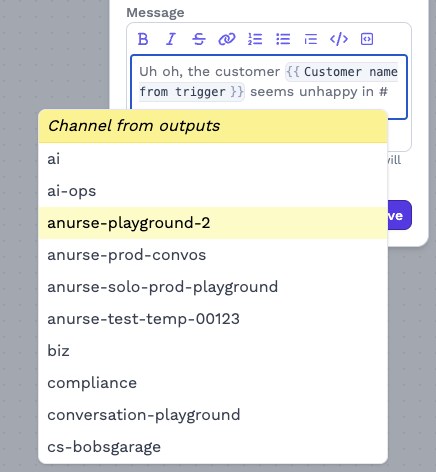 Message
Uh oh, the customer {{ Customer name
from trigger }} seems unhappy in #
Channel from outputs
ai
ai-ops
anurse-playground-2
anurse-prod-convos
anurse-solo-prod-playground
anurse-test-temp-00123
biz
compliance
conversation-playground
cs-bobsgarage
will
ve